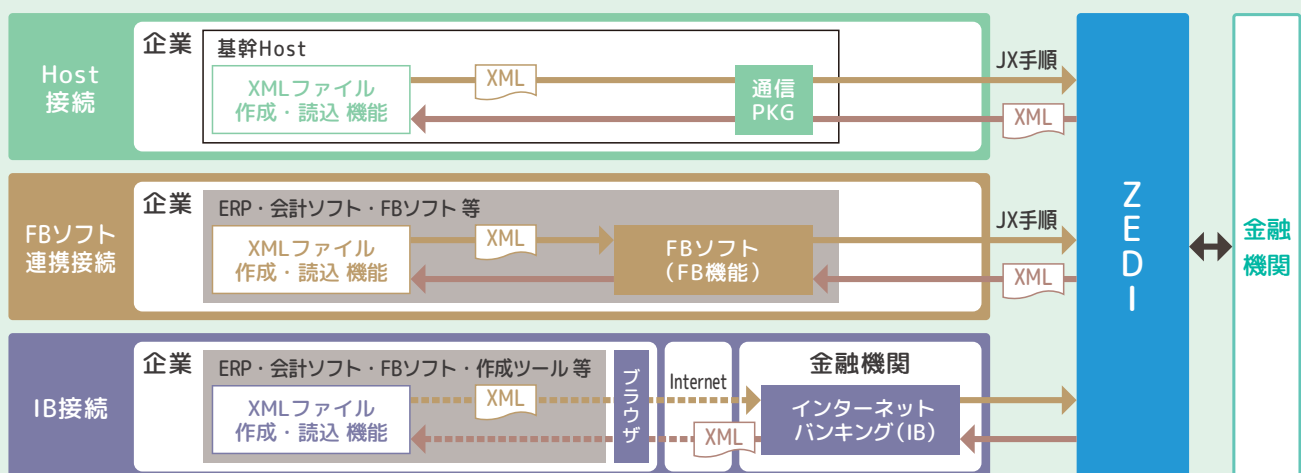 Host
接続
企業
基幹Host
XMLファイル
作成・読込 機能
XML
通信
PKG
JX手順
XML
FBソフト
連携接続
企業
ERP・会計ソフト・FBソフト 等
XMLファイル
作成・読込 機能
XML
FBソフト
(FB機能)
JX手順
XML
IB接続
企業
ERP・会計ソフト・FBソフト・作成ツール 等
XMLファイル
作成・読込 機能
XML
ブラウザ
Internet
XML
金融機関
インターネット
バンキング(IB)
ZEDI
金融
機関